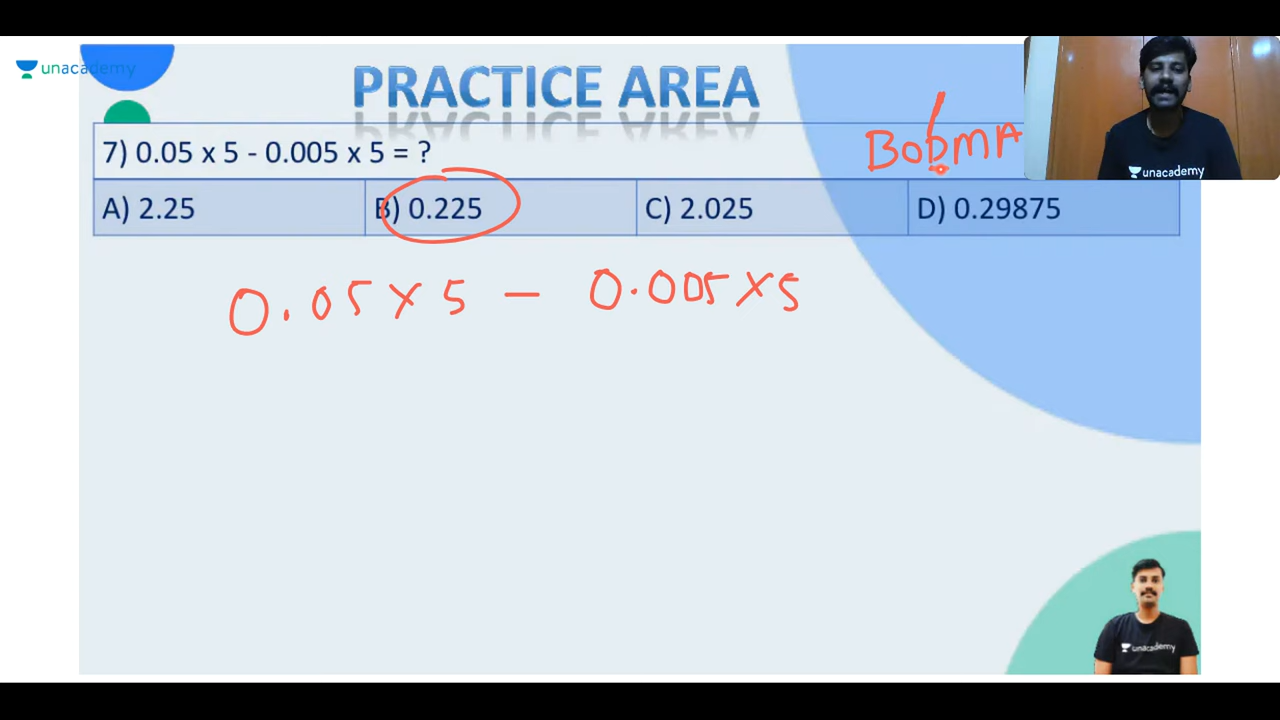 unacademy
PRACTICE AREA
7) 0.05 x 5 - 0.005 x 5 = ?
BODMA
unacademy
A) 2.25
B) 0.225
C) 2.025
D) 0.29875
0.05 × 5 - 0.005 × 5
unacademy